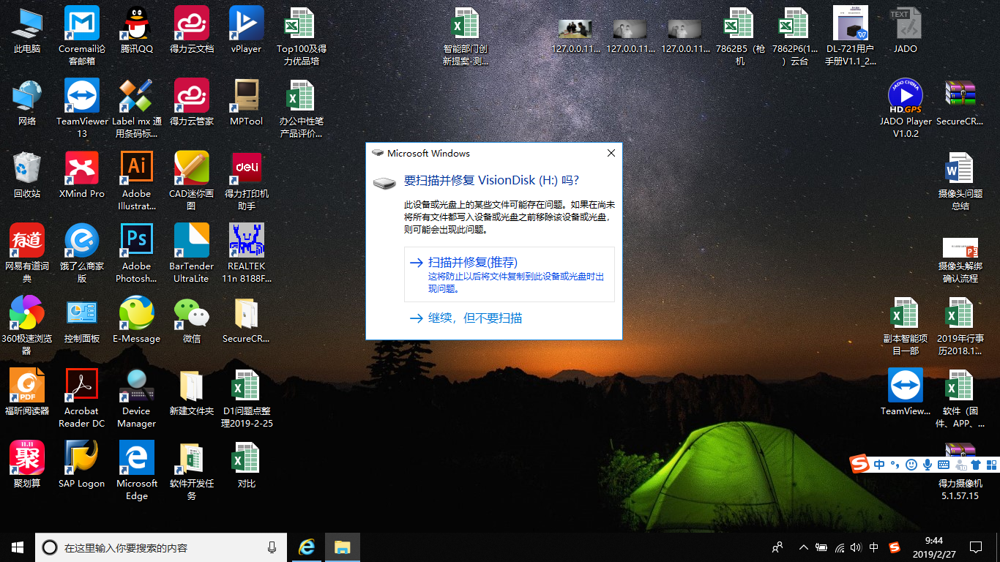 此电脑
Coremail论
客邮箱
腾讯QQ
得力云文档
vPlayer
Top100及得
力优品培
智能部门创
新提案-测...
127.0.0.11...
127.0.0.11...
127.0.0.11...
7862B5（枪
机
7862P6(1...
）云台
DL-721用户
手册V1.1_2...
TEXT
JADO
网络
TeamViewer
13
Label mx 通
用条码标...
得力云管家
MPTool
办公中性笔
产品评价...
JADO CHINA
HD.GPS
JADO Player
V1.0.2
SecureCR...
回收站
XMind Pro
Ai
Adobe
Illustrat...
CAD迷你画
图
deli
得力打印机
助手
摄像头问题
总结
有道
网易有道词
典
饿了么商家
版
Ps
Adobe
Photosh...
BarTender
UltraLite
REALTEK
11n 8188F...
摄像头解绑
确认流程
360极速浏览
器
控制面板
E-Message
微信
SecureCR...
副本智能项
目一部
2019年行事
历2018.1...
PDF
福昕阅读器
Acrobat
Reader DC
Device
Manager
新建文件夹
D1问题点整
理2019-2-25
TeamView...
软件（固
件、APP、...
11.11
聚
聚划算
SAP Logon
Microsoft
Edge
软件开发任
务
对比
得力摄像机
5.1.57.15
Microsoft Windows
要扫描并修复 VisionDisk (H:) 吗?
此设备或光盘上的某些文件可能存在问题。如果在尚未
将所有文件都写入设备或光盘之前移除该设备或光盘，
则可能会出现此问题。
扫描并修复(推荐)
这将防止以后将文件复制到此设备或光盘时出
现问题。
继续，但不要扫描
中
在这里输入你要搜索的内容
中
9:44
2019/2/27